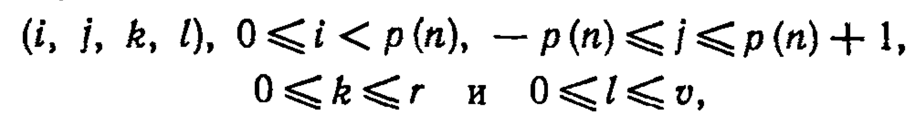 (i, j, k, l), 0 ⩽ i < p(n), — p(n) ⩽ j ⩽ p(n) + 1,
0 ⩽ k ⩽ r и 0 ⩽ l ⩽ v,